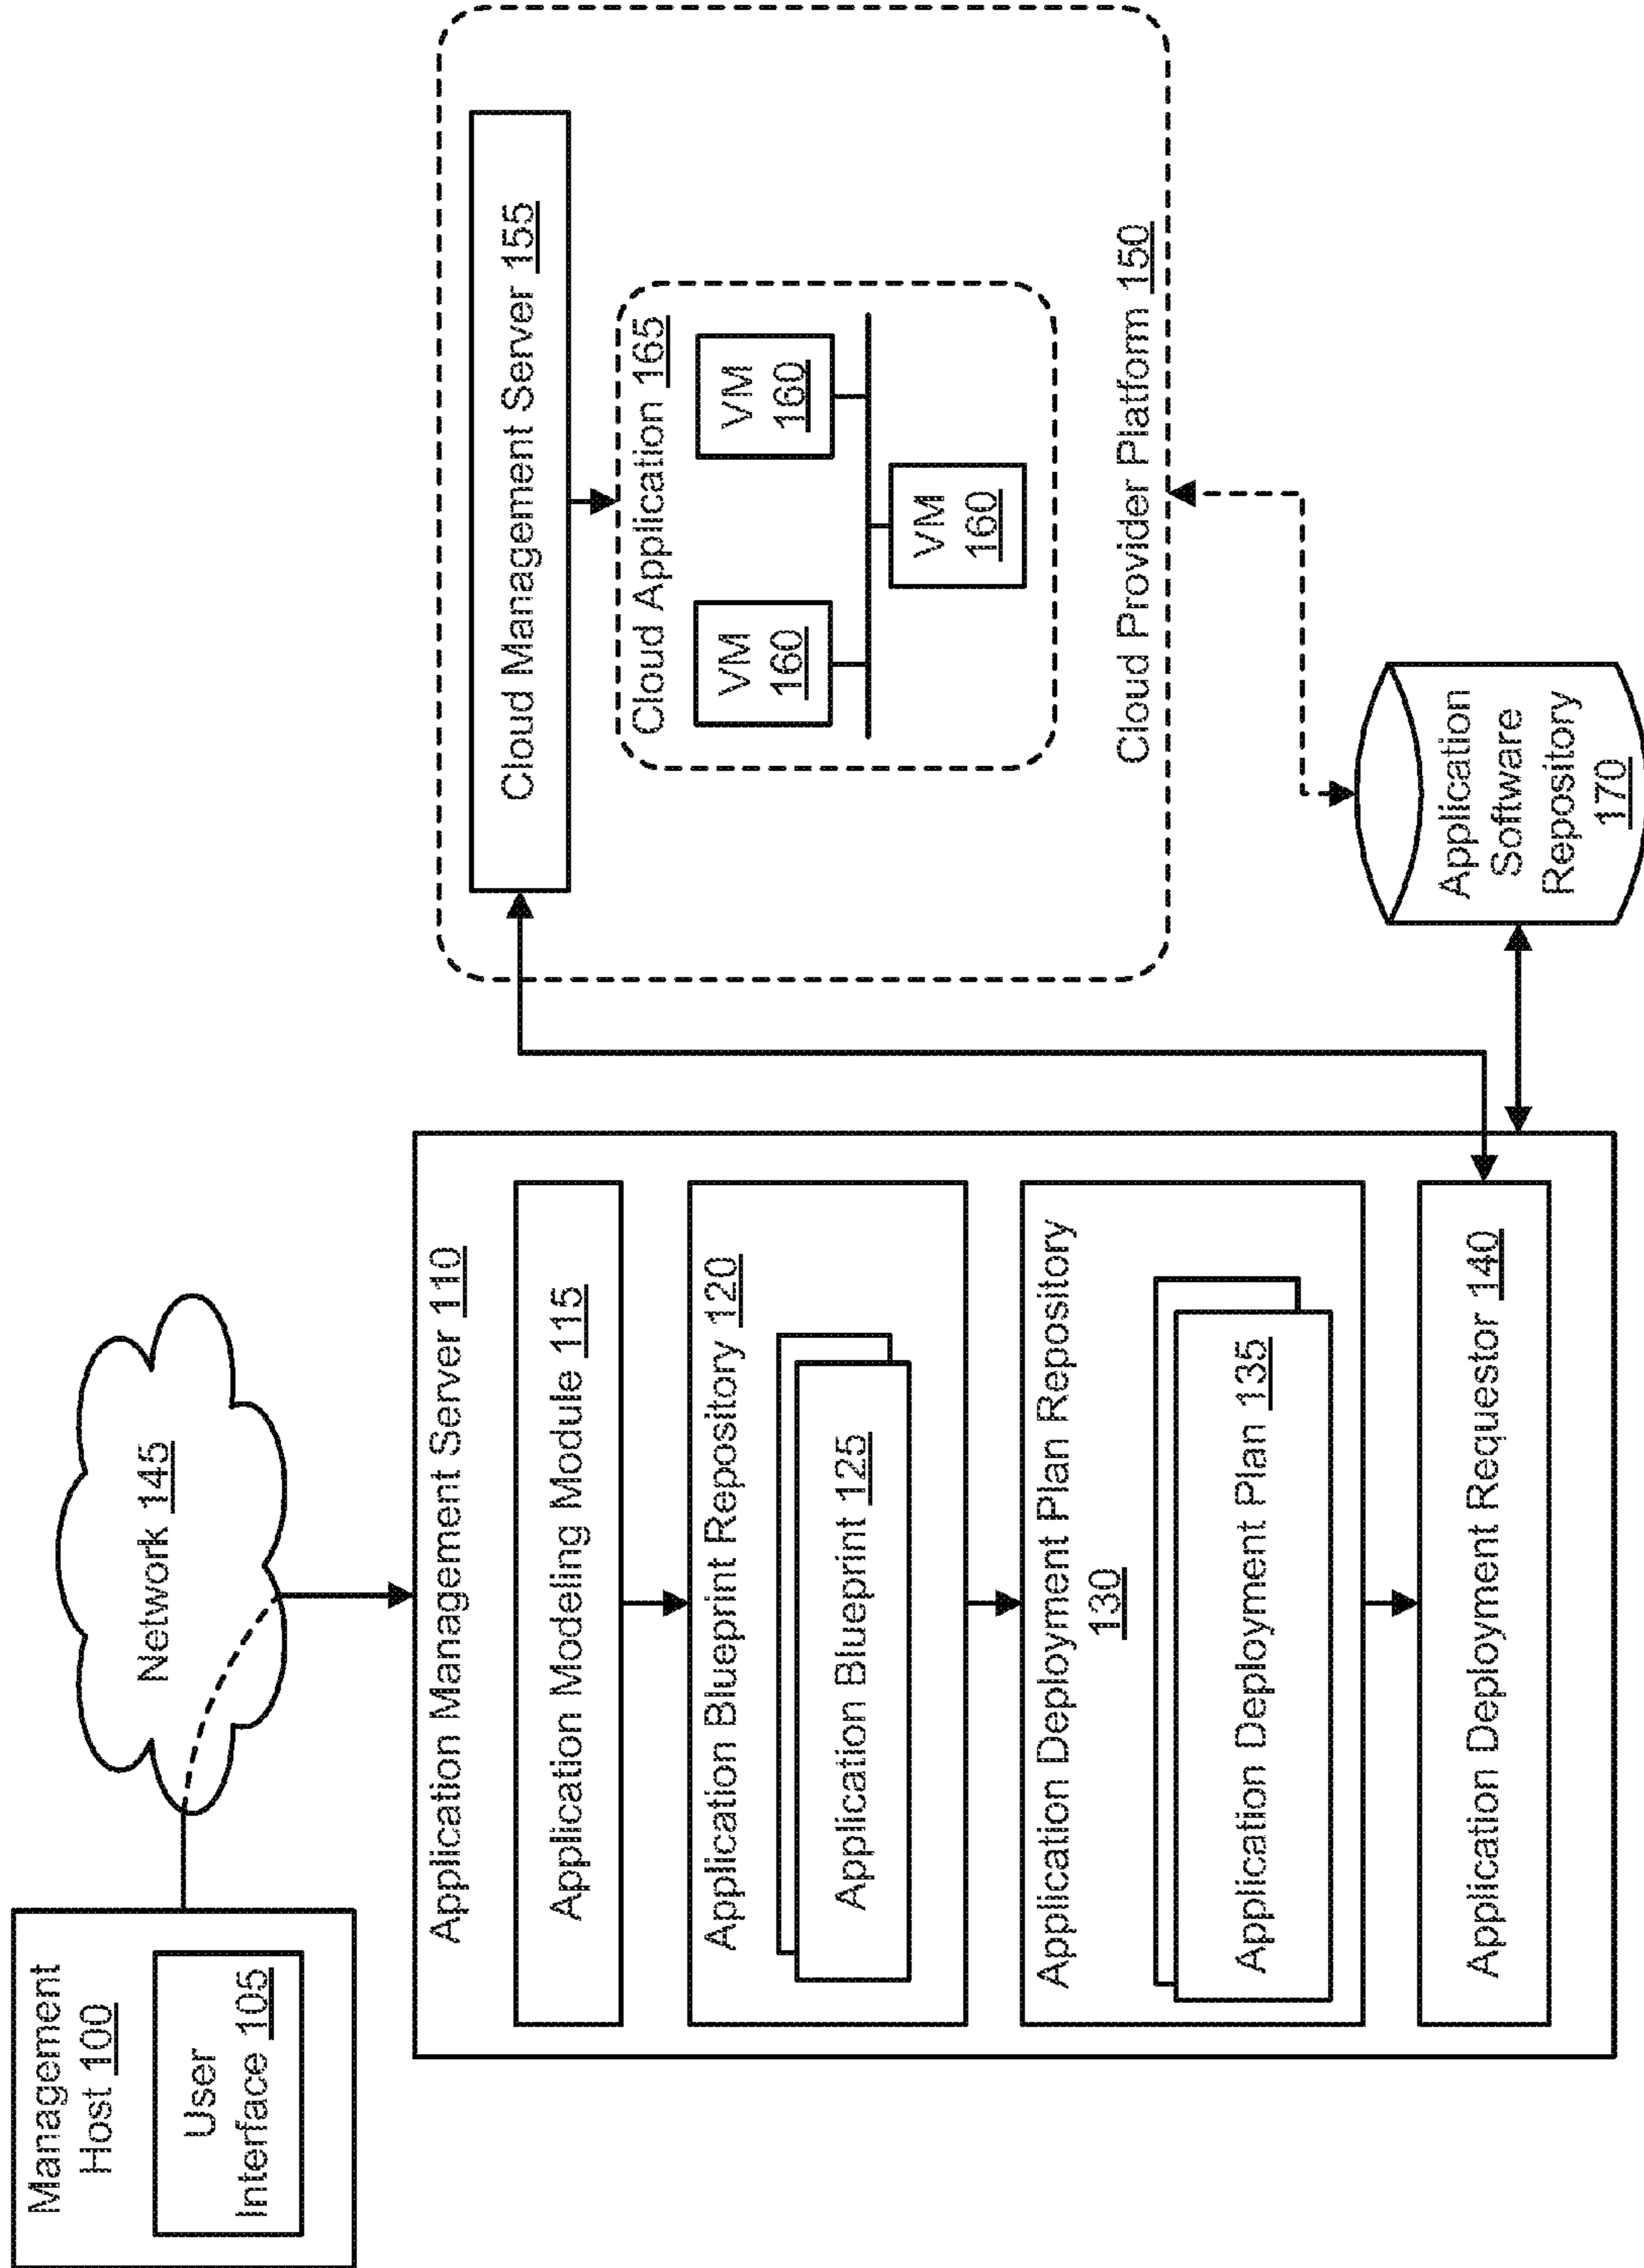 Management
Host 100
User
Interface 105
Network 145
Application Management Server 110
Application Modeling Module 115
Application Blueprint Repository 120
Application Blueprint 125
Application Deployment Plan Repository
130
Application Deployment Plan 135
Application Deployment Requestor 140
Cloud Management Server 155
Cloud Application 165
VM
160
VM
160
VM
160
Cloud Provider Platform 150
Application
Software
Repository
170